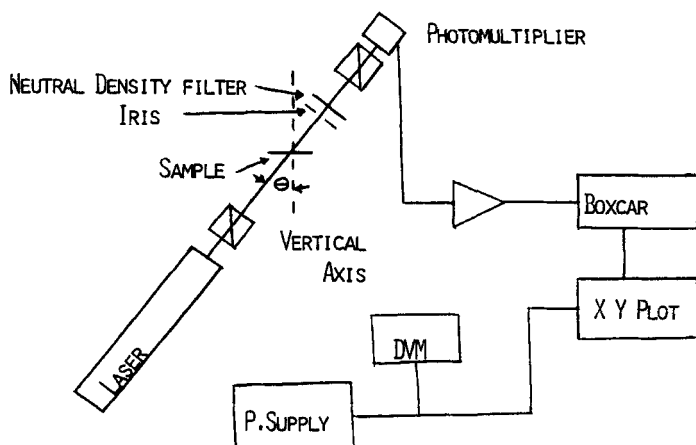 PHOTOMULTIPLIER
NEUTRAL DENSITY FILTER
IRIS
SAMPLE
Θ
VERTICAL
AXIS
BOXCAR
X Y PLOT
DVM
LASER
P.SUPPLY